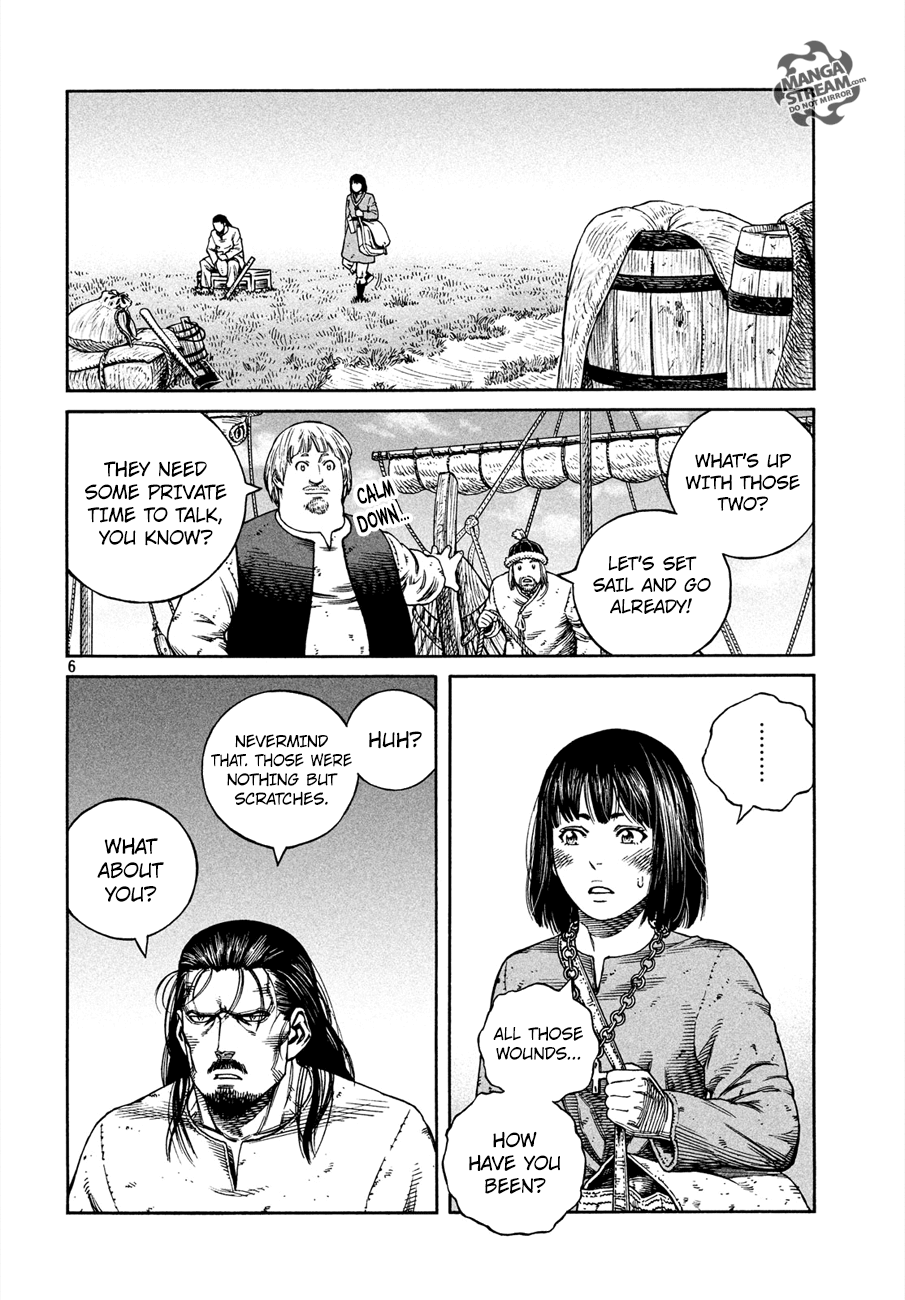 MANGA
STREAM.com
DO NOT MIRROR
WHAT'S UP
WITH THOSE
TWO?
LET'S SET
SAIL AND GO
ALREADY!
CALM
DOWN...
THEY NEED
SOME PRIVATE
TIME TO TALK,
YOU KNOW?
6
.........
ALL THOSE
WOUNDS...
HOW
HAVE YOU
BEEN?
HUH?
NEVERMIND
THAT. THOSE WERE
NOTHING BUT
SCRATCHES.
WHAT
ABOUT
YOU?